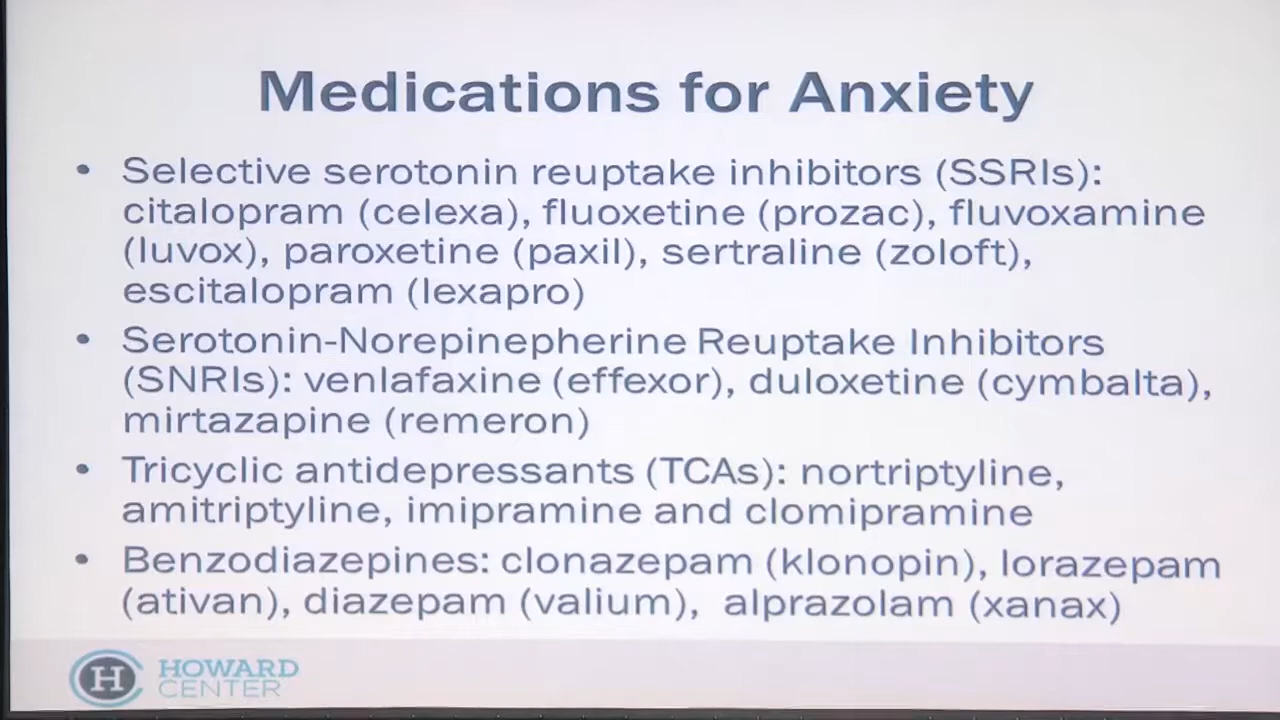 Medications for Anxiety
• Selective serotonin reuptake inhibitors (SSRIs):
citalopram (celexa), fluoxetine (prozac), fluvoxamine
(luvox), paroxetine (paxil), sertraline (zoloft),
escitalopram (lexapro)
• Serotonin-Norepinepherine Reuptake Inhibitors
(SNRIs): venlafaxine (effexor), duloxetine (cymbalta),
mirtazapine (remeron)
• Tricyclic antidepressants (TCAs): nortriptyline,
amitriptyline, imipramine and clomipramine
• Benzodiazepines: clonazepam (klonopin), lorazepam
(ativan), diazepam (valium),  alprazolam (xanax)
H HOWARD
CENTER